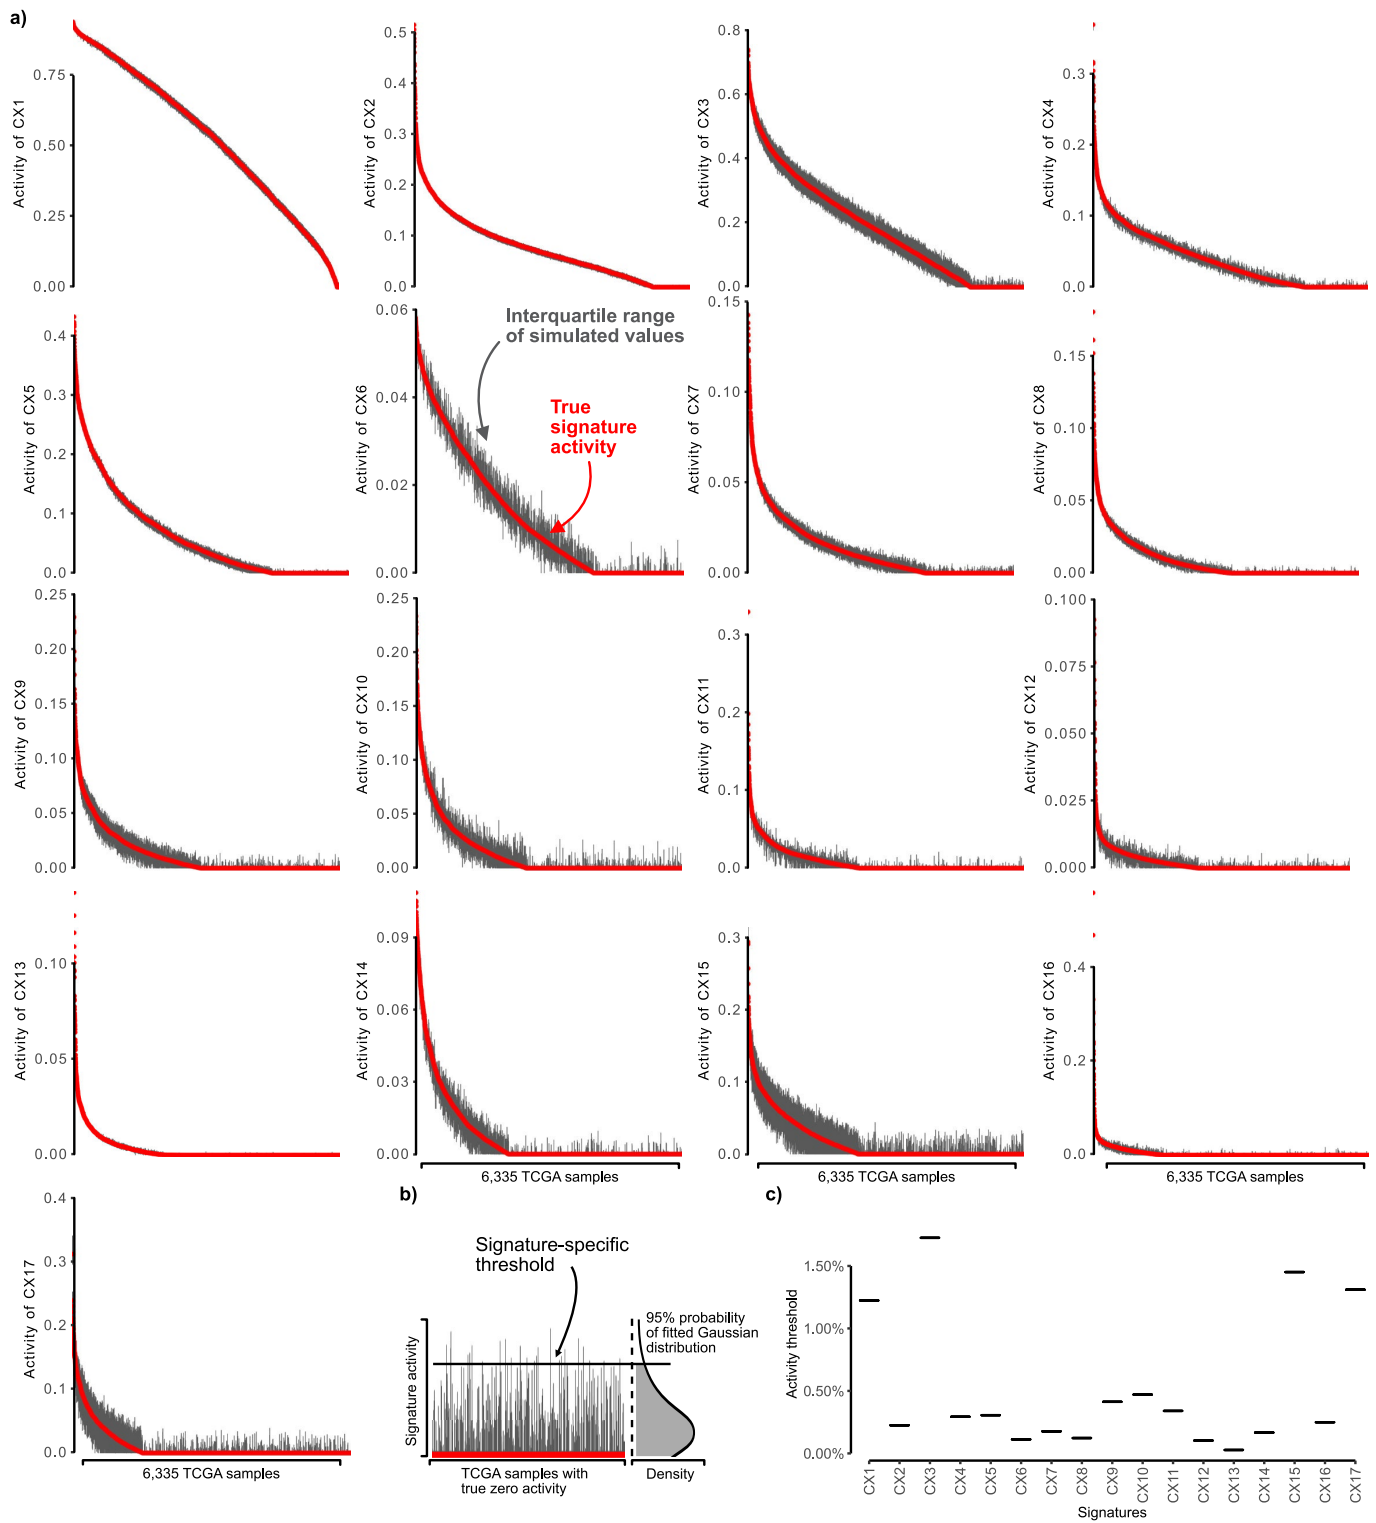 a)
Activity of CX1
0.75
0.50
0.25
0.00
Activity of CX2
0.5
0.4
0.3
0.2
0.1
0.0
Activity of CX3
0.8
0.6
0.4
0.2
0.0
Activity of CX4
0.3
0.2
0.1
0.0
Activity of CX5
0.4
0.3
0.2
0.1
0.0
Activity of CX6
0.06
0.04
0.02
0.00
Interquartile range
of simulated values
True
signature
activity
Activity of CX7
0.15
0.10
0.05
0.00
Activity of CX8
0.15
0.10
0.05
0.00
Activity of CX9
0.25
0.20
0.15
0.10
0.05
0.00
Activity of CX10
0.25
0.20
0.15
0.10
0.05
0.00
Activity of CX11
0.3
0.2
0.1
0.0
Activity of CX12
0.100
0.075
0.050
0.025
0.000
Activity of CX13
0.10
0.05
0.00
Activity of CX14
0.09
0.06
0.03
0.00
6,335 TCGA samples
Activity of CX15
0.3
0.2
0.1
0.0
6,335 TCGA samples
Activity of CX16
0.4
0.2
0.0
6,335 TCGA samples
Activity of CX17
0.4
0.3
0.2
0.1
0.0
6,335 TCGA samples
b)
Signature-specific
threshold
Signature activity
95% probability
of fitted Gaussian
distribution
TCGA samples with
true zero activity
Density
c)
Activity threshold
1.50%
1.00%
0.50%
0.00%
CX1
CX2
CX3
CX4
CX5
CX6
CX7
CX8
CX9
CX10
CX11
CX12
CX13
CX14
CX15
CX16
CX17
Signatures